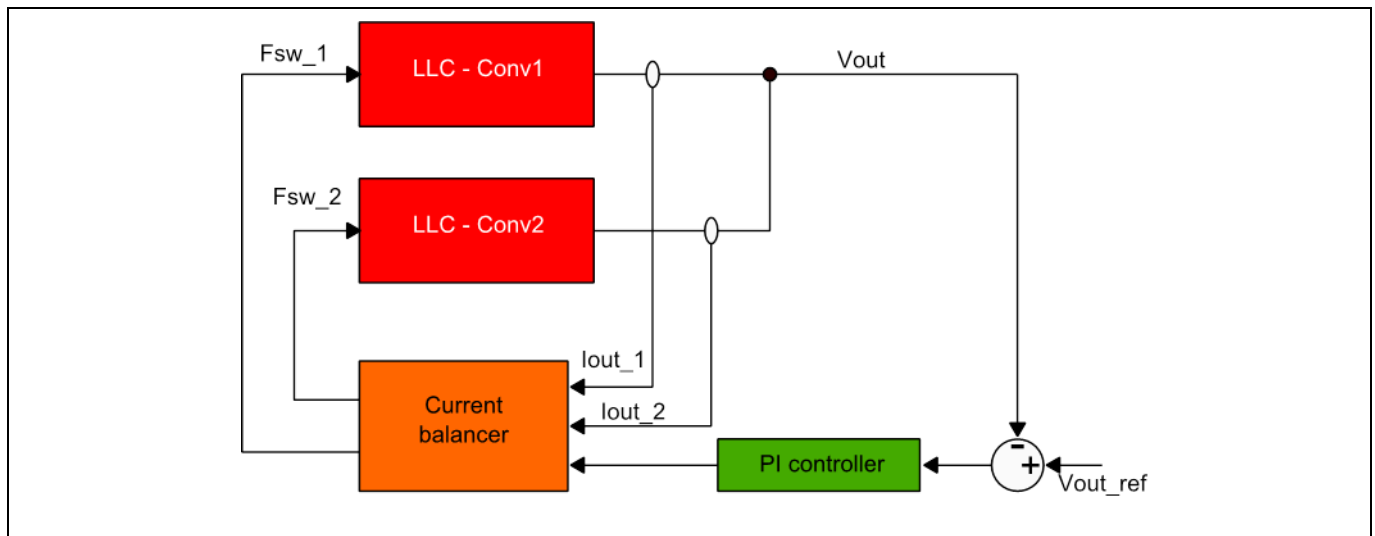 Fsw_1
LLC - Conv1
Vout
Fsw_2
LLC - Conv2
Iout_1
Iout_2
Current
balancer
PI controller
-
+
Vout_ref